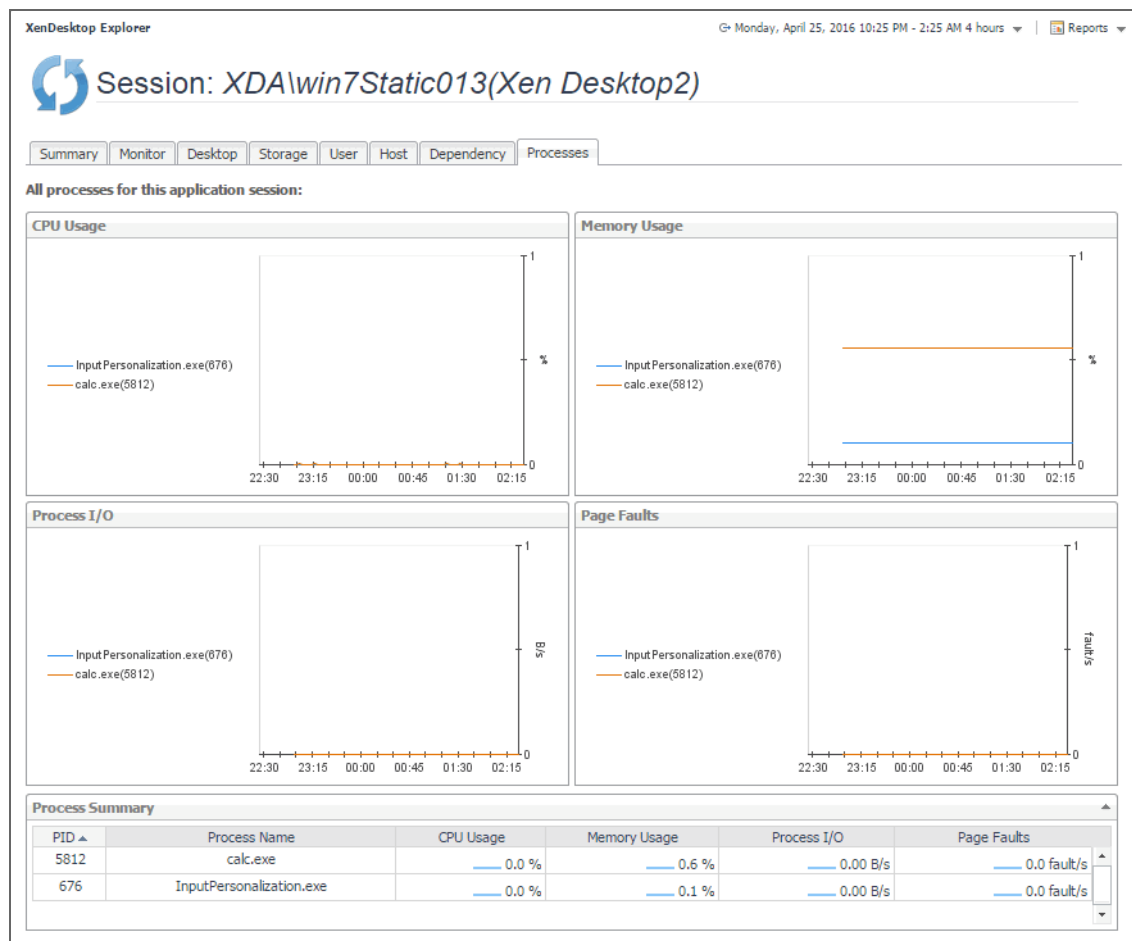 XenDesktop Explorer
Monday, April 25, 2016 10:25 PM - 2:25 AM 4 hours
Reports
Session: XDA\win7Static013(Xen Desktop2)
Summary Monitor Desktop Storage User Host Dependency Processes
All processes for this application session:
CPU Usage
1
%
InputPersonalization.exe(676)
calc.exe(5812)
0
22:30 23:15 00:00 00:45 01:30 02:15
Memory Usage
1
%
InputPersonalization.exe(676)
calc.exe(5812)
0
22:30 23:15 00:00 00:45 01:30 02:15
Process I/O
1
B/s
InputPersonalization.exe(676)
calc.exe(5812)
0
22:30 23:15 00:00 00:45 01:30 02:15
Page Faults
1
fault/s
InputPersonalization.exe(676)
calc.exe(5812)
0
22:30 23:15 00:00 00:45 01:30 02:15
Process Summary
PID Process Name CPU Usage Memory Usage Process I/O Page Faults
5812 calc.exe 0.0 % 0.6 % 0.00 B/s 0.0 fault/s
676 InputPersonalization.exe 0.0 % 0.1 % 0.00 B/s 0.0 fault/s